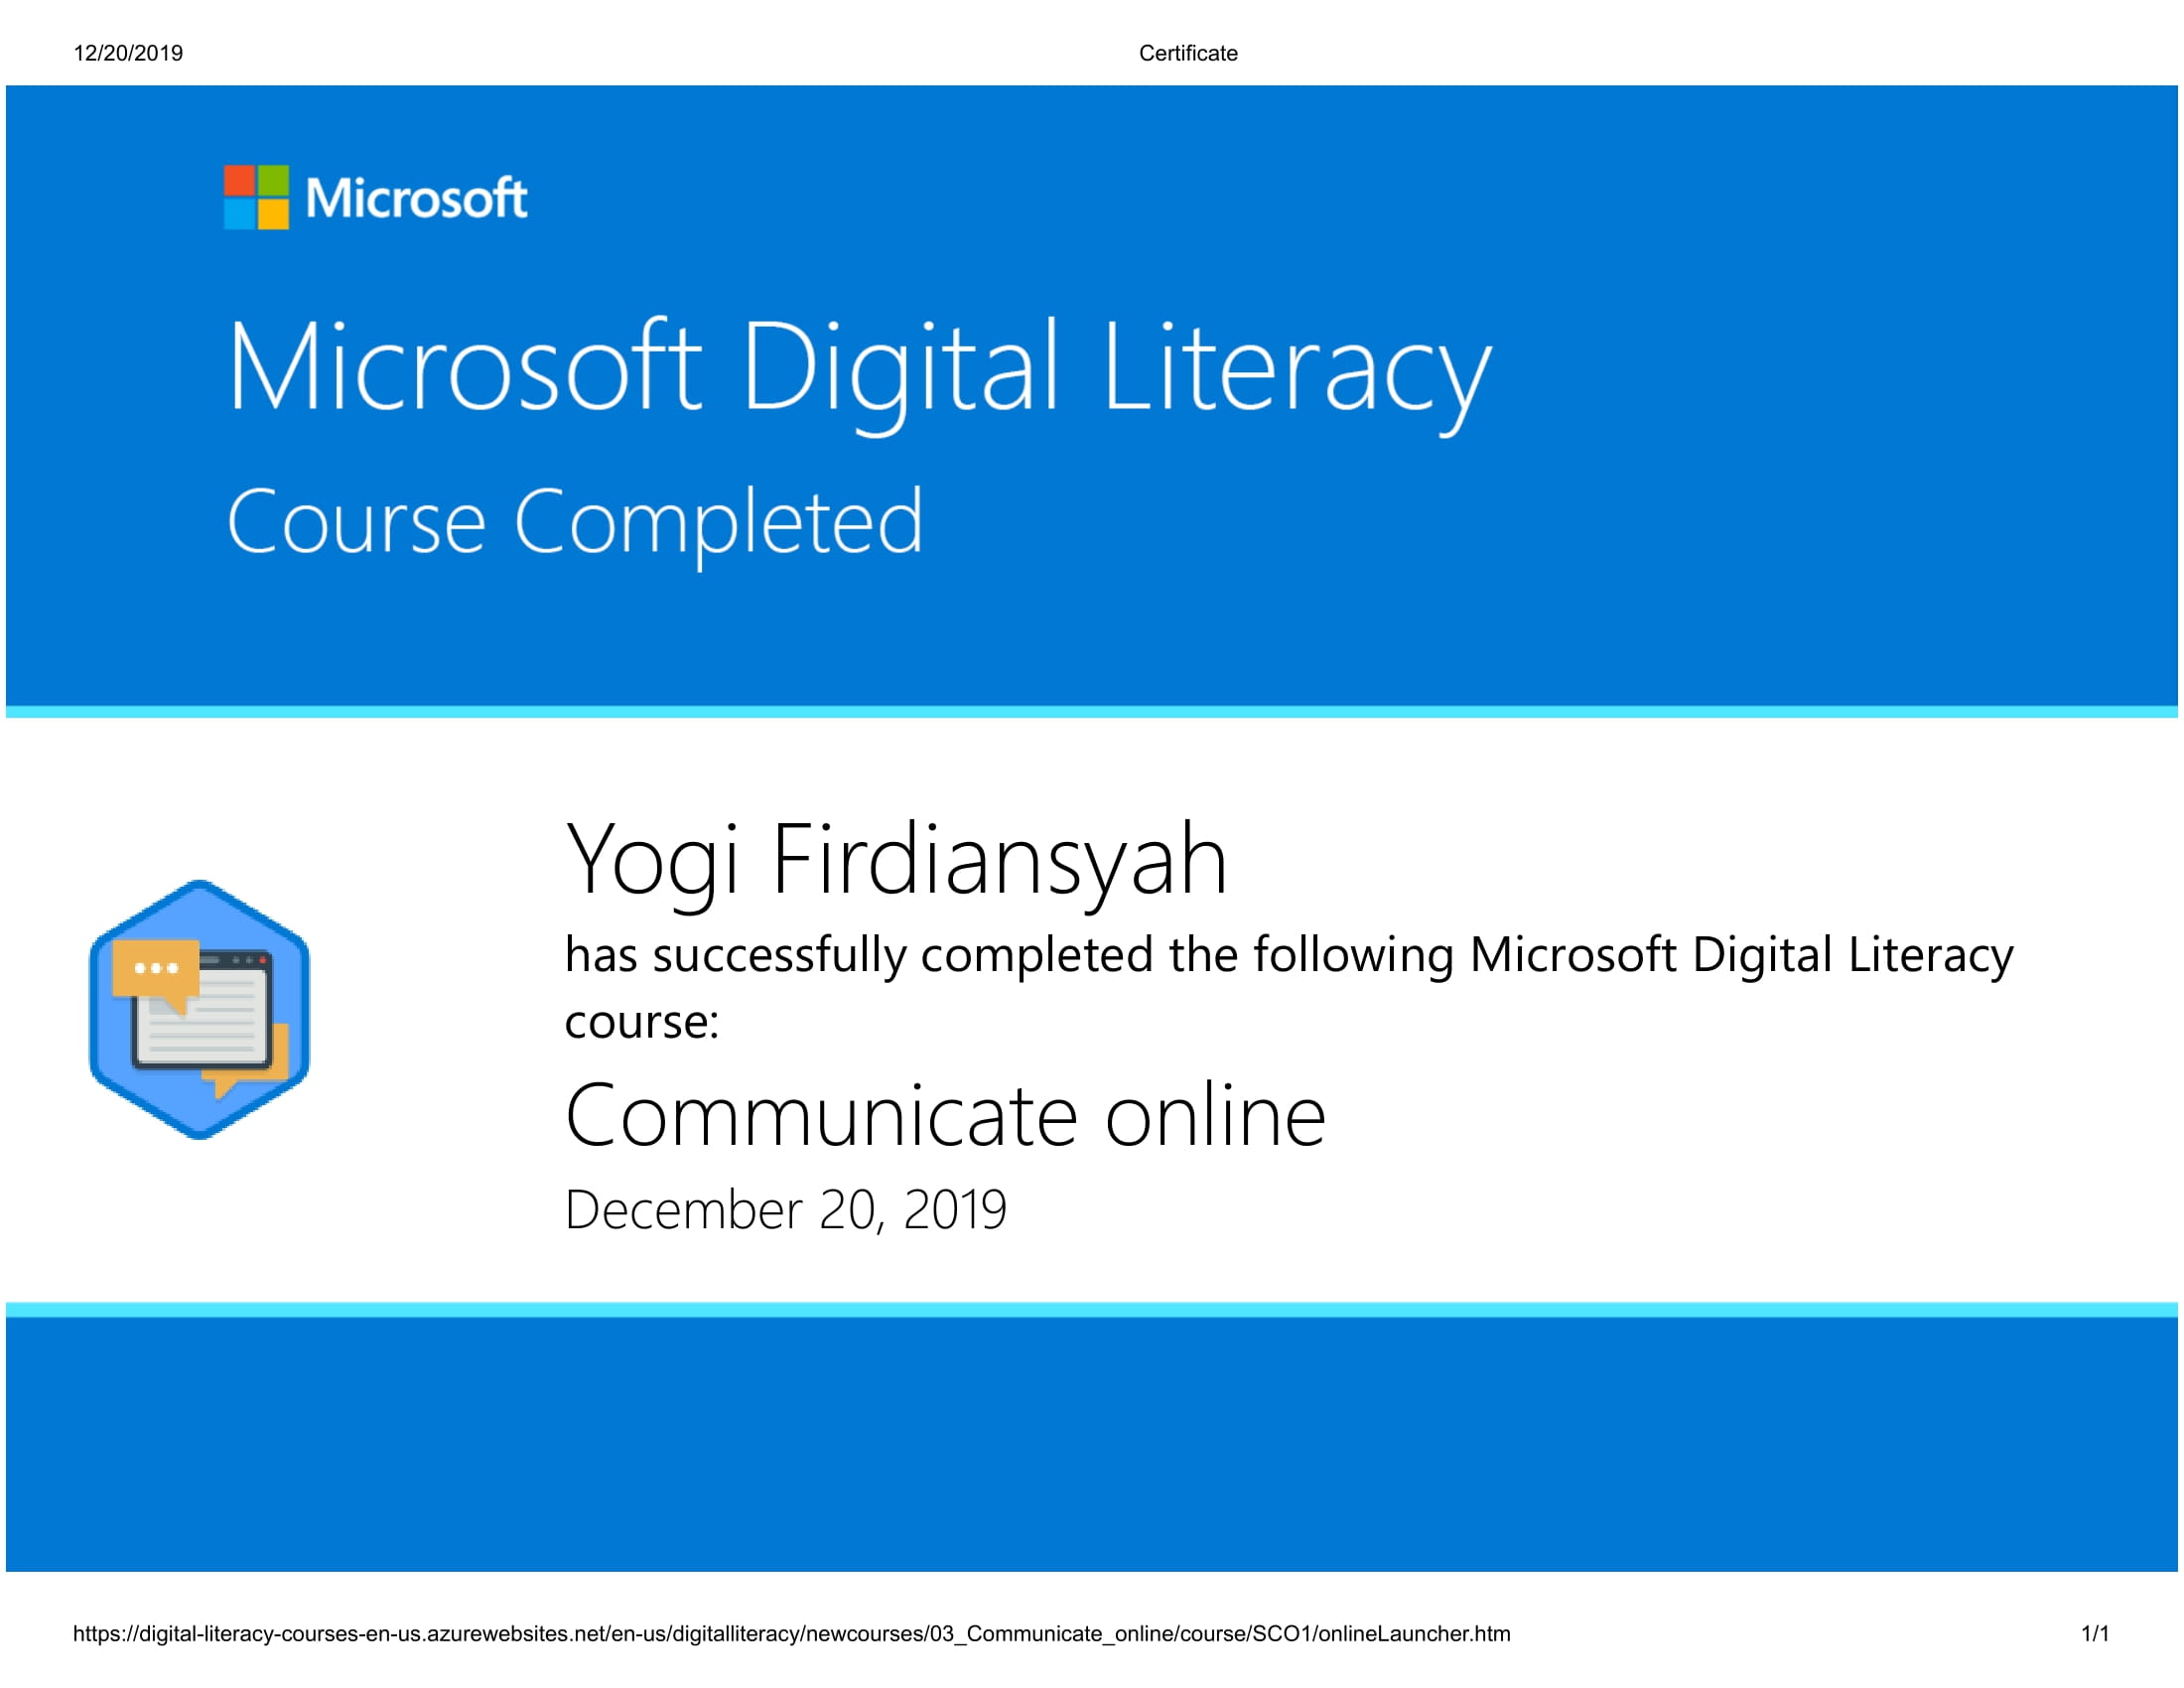 12/20/2019 Certificate
Microsoft
Microsoft Digital Literacy
Course Completed
Yogi Firdiansyah
has successfully completed the following Microsoft Digital Literacy
course:
Communicate online
December 20, 2019
https://digital-literacy-courses-en-us.azurewebsites.net/en-us/digitalliteracy/newcourses/03_Communicate_online/course/SCO1/onlineLauncher.htm 1/1